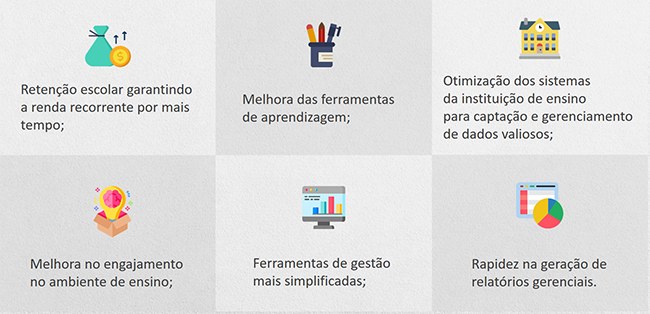 Retenção escolar garantindo
a renda recorrente por mais
tempo;
Melhora das ferramentas
de aprendizagem;
Otimização dos sistemas
da instituição de ensino
para captação e gerenciamento
de dados valiosos;
Melhora no engajamento
no ambiente de ensino;
Ferramentas de gestão
mais simplificadas;
Rapidez na geração de
relatórios gerenciais.